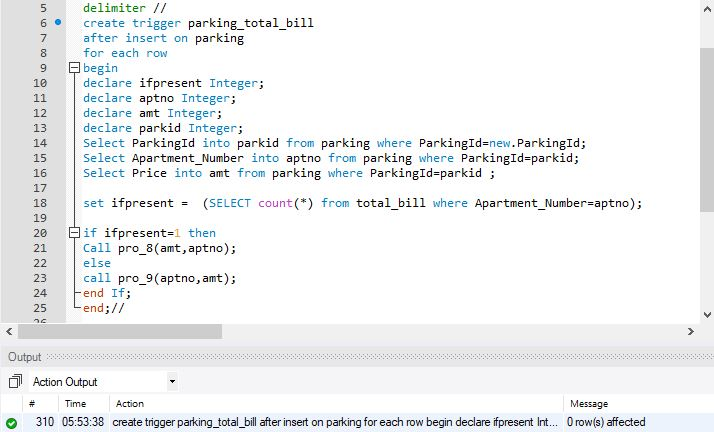 5 delimiter //
6 create trigger parking_total_bill
7 after insert on parking
8 for each row
9 begin
10 declare ifpresent Integer;
11 declare aptno Integer;
12 declare amt Integer;
13 declare parkid Integer;
14 Select ParkingId into parkid from parking where ParkingId=new.ParkingId;
15 Select Apartment_Number into aptno from parking where ParkingId=parkid;
16 Select Price into amt from parking where ParkingId=parkid ;
17
18 set ifpresent =  (SELECT count(*) from total_bill where Apartment_Number=aptno);
19
20 if ifpresent=1 then
21 Call pro_8(amt,aptno);
22 else
23 call pro_9(aptno,amt);
24 end If;
25 end;//
26
Output
Action Output
# Time Action Message
310 05:53:38 create trigger parking_total_bill after insert on parking for each row begin declare ifpresent Int... 0 row(s) affected